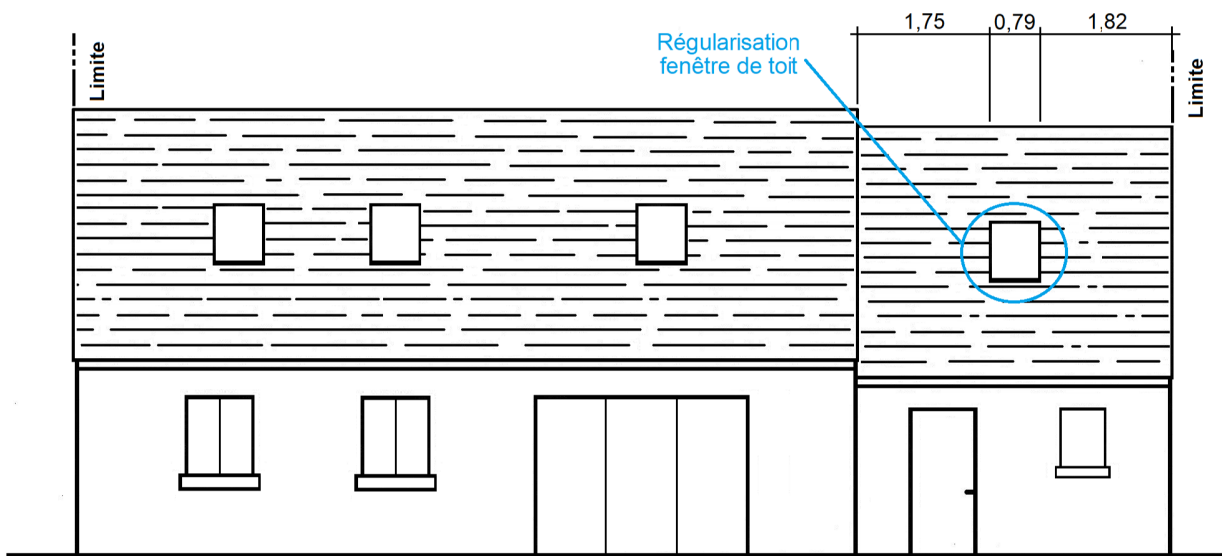 1,75 0,79 1,82
Régularisation
fenêtre de toit
Limite
Limite